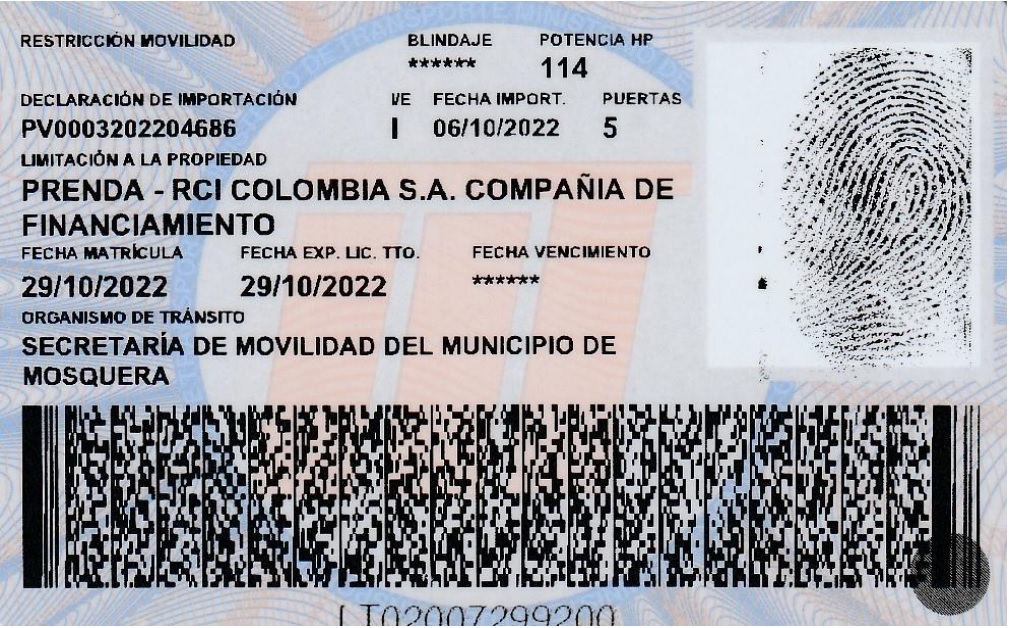 RESTRICCIÓN MOVILIDAD BLINDAJE POTENCIA HP
****** 114
DECLARACIÓN DE IMPORTACIÓN I/E FECHA IMPORT. PUERTAS
PV0003202204686 I 06/10/2022 5
LIMITACIÓN A LA PROPIEDAD
PRENDA - RCI COLOMBIA S.A. COMPAÑIA DE
FINANCIAMIENTO
FECHA MATRÍCULA FECHA EXP. LIC. TTO. FECHA VENCIMIENTO
29/10/2022 29/10/2022 ******
ORGANISMO DE TRÁNSITO
SECRETARÍA DE MOVILIDAD DEL MUNICIPIO DE
MOSQUERA
LT02007299200